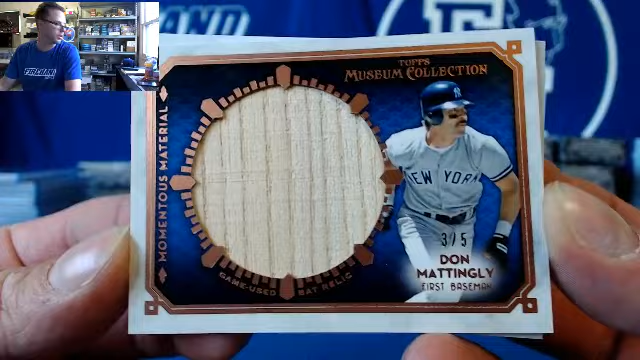 TOPPS
MUSEUM COLLECTION
MOMENTOUS MATERIAL
NEW YORK
3/5
DON
MATTINGLY
FIRST BASEMAN
GAME-USED BAT RELIC